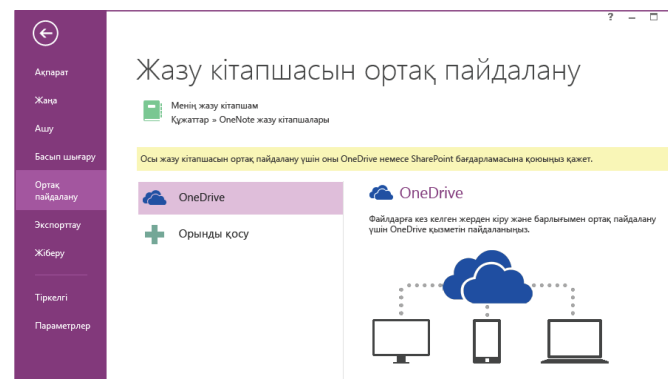 ?
Ақпарат
Жаңа
Ашу
Басып шығару
Ортақ
пайдалану
Экспорттау
Жіберу
Тіркелгі
Параметрлер
Жазу кітапшасын ортақ пайдалану
Менің жазу кітапшам
Құжаттар » OneNote жазу кітапшалары
Осы жазу кітапшасын ортақ пайдалану үшін оны OneDrive немесе SharePoint бағдарламасына қоюыңыз қажет.
OneDrive
Орынды қосу
OneDrive
Файлдарға кез келген жерден кіру және барлығымен ортақ пайдалану
үшін OneDrive қызметін пайдаланыңыз.